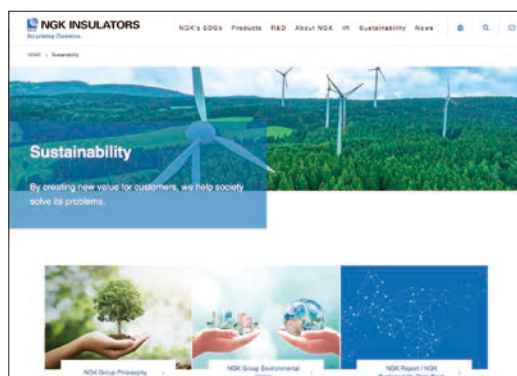 NGK INSULATORS
Surprising Ceramics.
NGK's SDGs Products R&D About NGK IR Sustainability News
HOME > Sustainability
Sustainability
By creating new value for customers, we help society
solve its problems.
NGK Group Philosophy
NGK Group Environmental
NGK Report / NGK